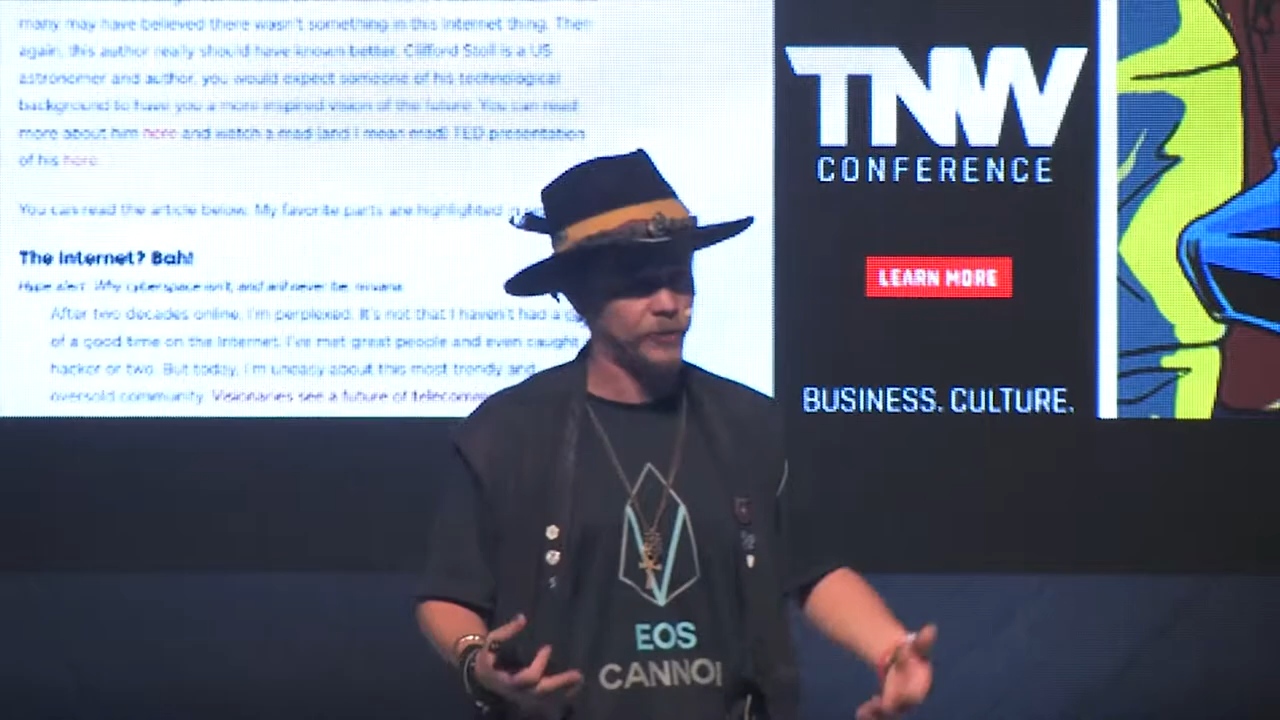 many may have believed there wasn't something in this Internet thing. Then
again, this author really should have known better. Clifford Stoll is a US
astronomer and author, you would expect someone of his technological
background to have you a more inspired vision of the future. You can read
more about him here and watch a mad (and I mean mad) TED presentation
of his here
You can read the article below. My favorite parts are highlighted in
The Internet? Bah!
Hype alert: Why cyberspace isn't, and will never be, nirvana
After two decades online, I'm perplexed. It's not that I haven't had a
of a good time on the Internet. I've met great people and even caught
hacker or two. But today, I'm uneasy about this most trendy and
oversold community. Visionaries see a future of telecomm
TNW
CONFERENCE
LEARN MORE
BUSINESS. CULTURE.
EOS
CANNO